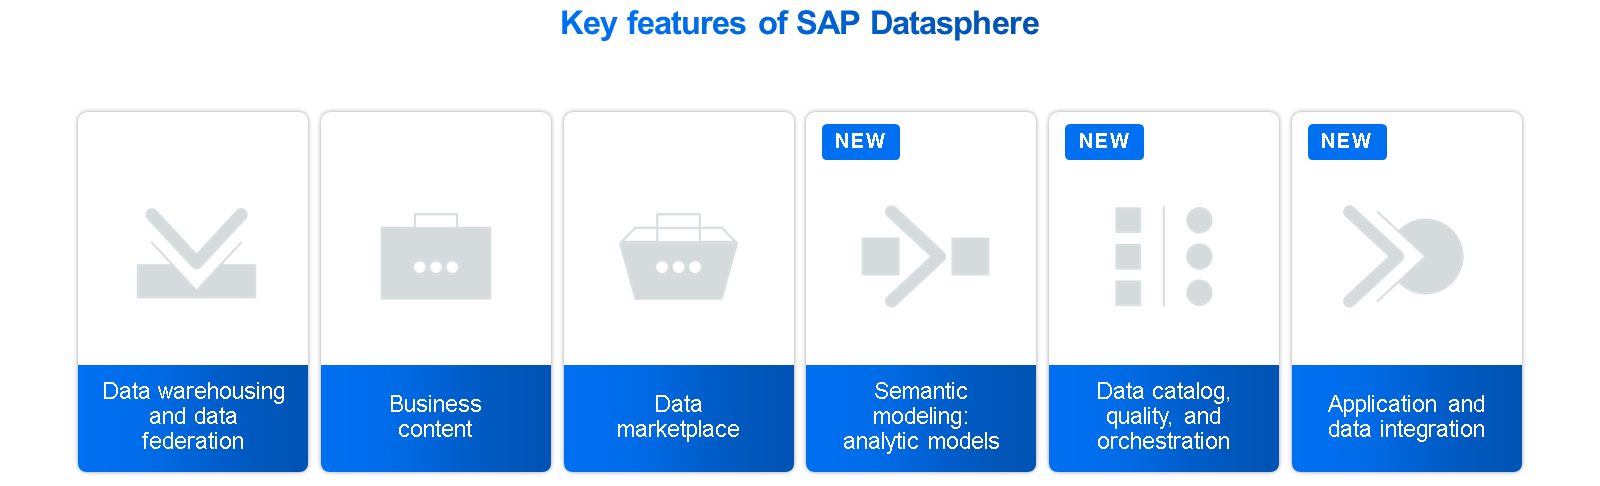 Key features of SAP Datasphere
Data warehousing
and data
federation
Business
content
Data
marketplace
NEW
Semantic
modeling:
analytic models
NEW
Data catalog,
quality, and
orchestration
NEW
Application and
data integration